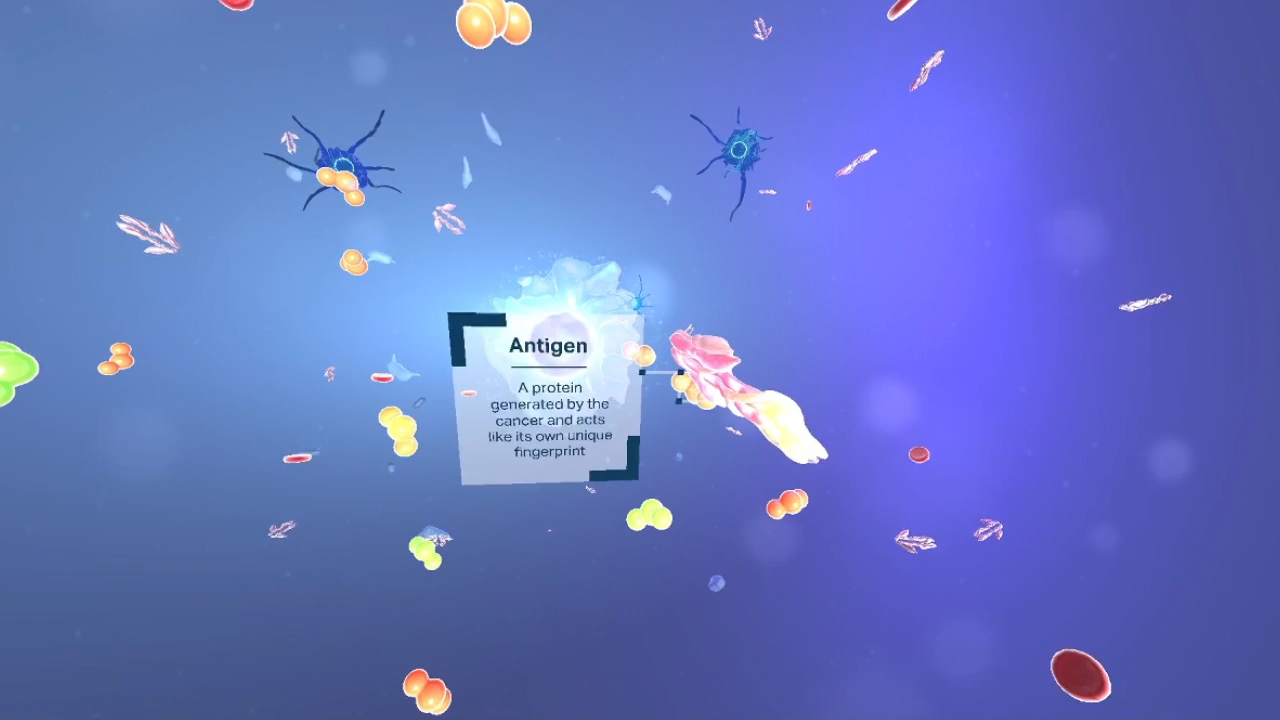 Antigen
A protein
generated by the
cancer and acts
like its own unique
fingerprint